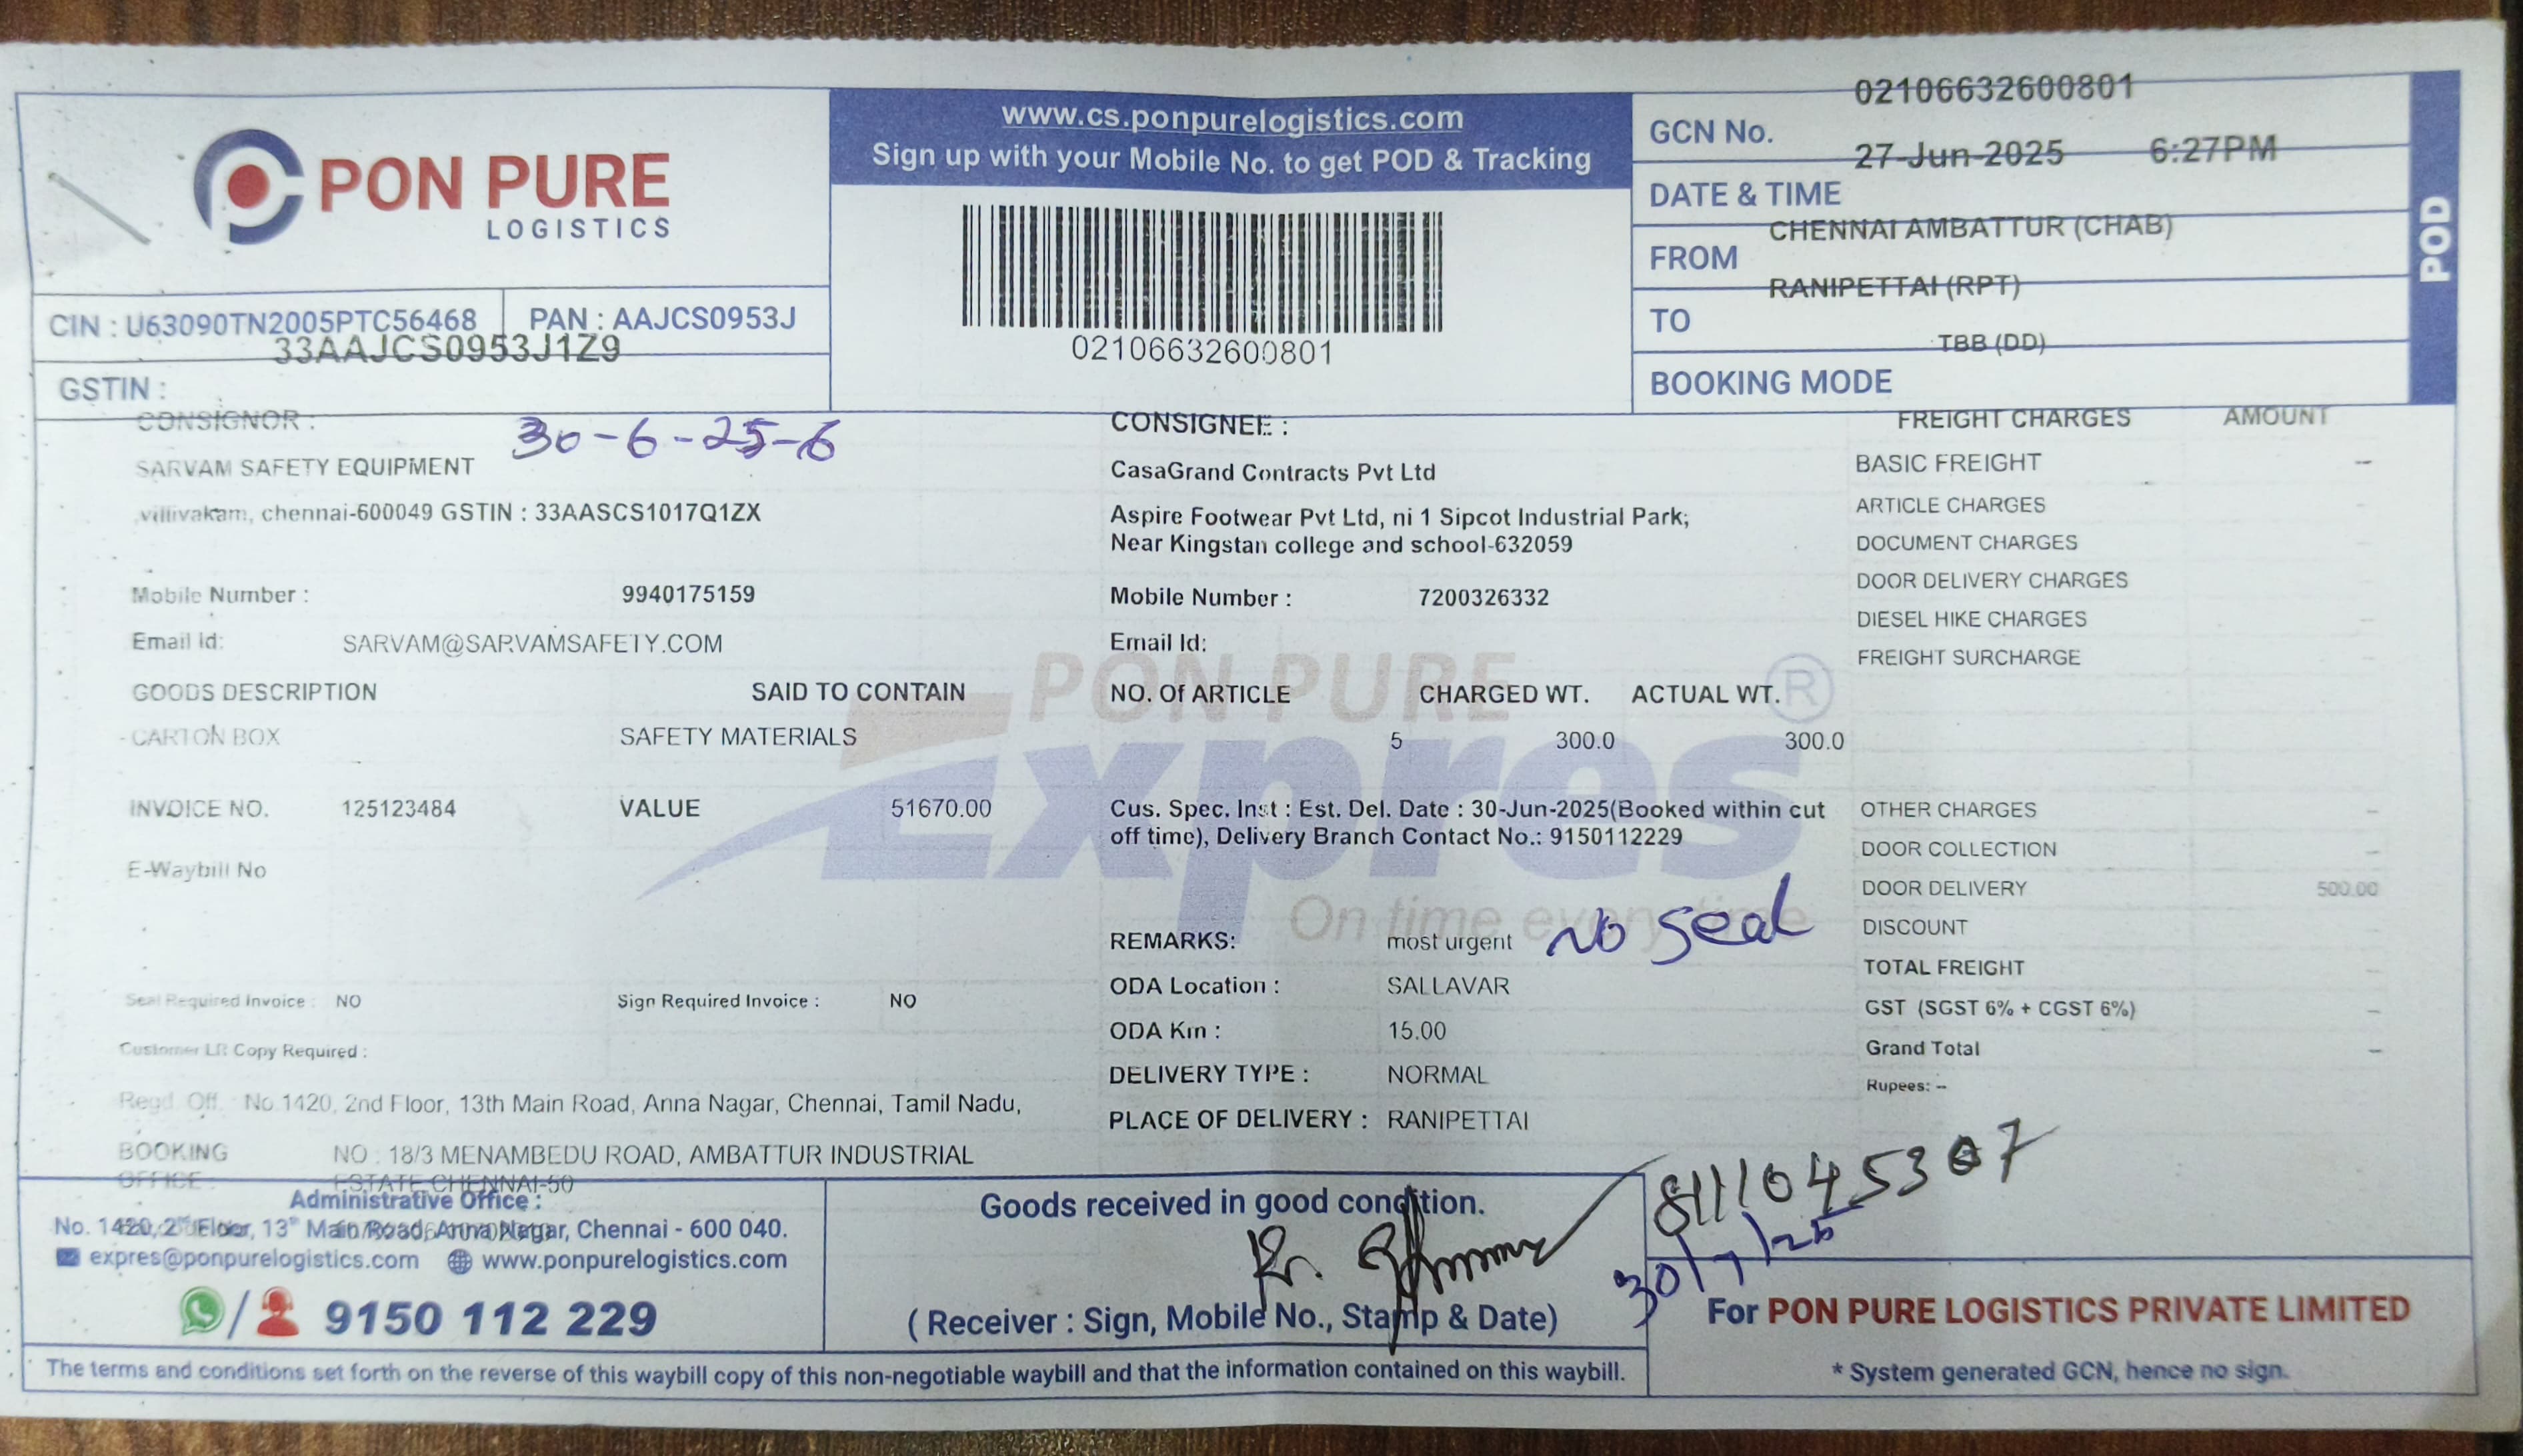 PON PURE
LOGISTICS
www.cs.ponpurelogistics.com
Sign up with your Mobile No. to get POD & Tracking
02106632600801
GCN No. 02106632600801
DATE & TIME 27-Jun-2025 6:27PM
FROM CHENNAI AMBATTUR (CHAB)
TO RANIPETTAI (RPT)
BOOKING MODE TBB (DD)
POD
CIN : U63090TN2005PTC56468 PAN : AAJCS0953J
GSTIN : 33AAJCS0953J1Z9
CONSIGNOR :
30-6-25-6
SARVAM SAFETY EQUIPMENT
villivakam, chennai-600049 GSTIN : 33AASCS1017Q1ZX
Mobile Number : 9940175159
Email Id: SARVAM@SARVAMSAFETY.COM
CONSIGNEE :
CasaGrand Contracts Pvt Ltd
Aspire Footwear Pvt Ltd, ni 1 Sipcot Industrial Park;
Near Kingstan college and school-632059
Mobile Number : 7200326332
Email Id:
GOODS DESCRIPTION SAID TO CONTAIN NO. Of ARTICLE CHARGED WT. ACTUAL WT.
CARTON BOX SAFETY MATERIALS 5 300.0 300.0
INVOICE NO. 125123484 VALUE 51670.00
E-Waybill No
Cus. Spec. Inst : Est. Del. Date : 30-Jun-2025(Booked within cut
off time), Delivery Branch Contact No.: 9150112229
PON PURE
Expres ®
On time every time
REMARKS: most urgent
No seal
ODA Location : SALLAVAR
ODA Km : 15.00
DELIVERY TYPE : NORMAL
PLACE OF DELIVERY : RANIPETTAI
Seal Required Invoice : NO Sign Required Invoice : NO
Customer LR Copy Required :
Regd. Off. : No.1420, 2nd Floor, 13th Main Road, Anna Nagar, Chennai, Tamil Nadu,
BOOKING NO : 18/3 MENAMBEDU ROAD, AMBATTUR INDUSTRIAL
OFFICE : ESTATE CHENNAI-50
FREIGHT CHARGES AMOUNT
BASIC FREIGHT --
ARTICLE CHARGES
DOCUMENT CHARGES
DOOR DELIVERY CHARGES
DIESEL HIKE CHARGES
FREIGHT SURCHARGE
OTHER CHARGES --
DOOR COLLECTION --
DOOR DELIVERY 500.00
DISCOUNT
TOTAL FREIGHT --
GST (SGST 6% + CGST 6%) --
Grand Total --
Rupees: --
Administrative Office :
No. 1420, 2nd Floor, 13th Main Road, Anna Nagar, Chennai - 600 040.
expres@ponpurelogistics.com www.ponpurelogistics.com
9150 112 229
Goods received in good condition.
(Receiver : Sign, Mobile No., Stamp & Date)
8111045307
30/7/25
For PON PURE LOGISTICS PRIVATE LIMITED
* System generated GCN, hence no sign.
The terms and conditions set forth on the reverse of this waybill copy of this non-negotiable waybill and that the information contained on this waybill.